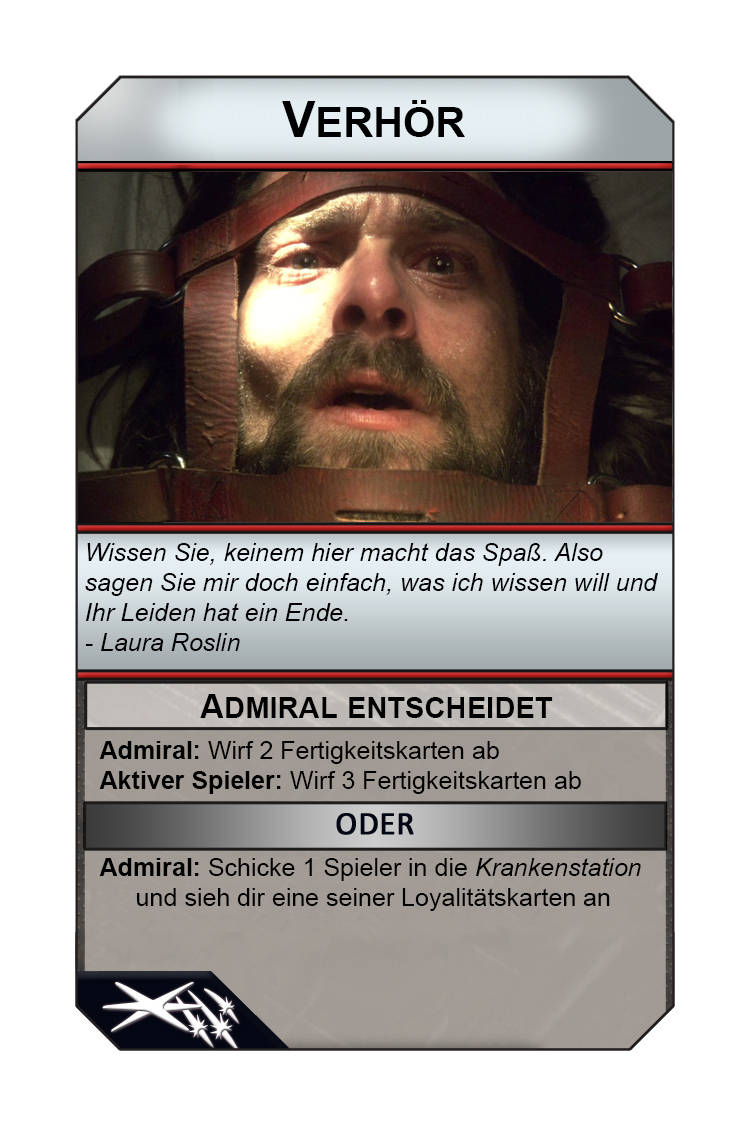 VERHÖR
Wissen Sie, keinem hier macht das Spaß. Also
sagen Sie mir doch einfach, was ich wissen will und
Ihr Leiden hat ein Ende.
- Laura Roslin
ADMIRAL ENTSCHEIDET
Admiral: Wirf 2 Fertigkeitskarten ab
Aktiver Spieler: Wirf 3 Fertigkeitskarten ab
ODER
Admiral: Schicke 1 Spieler in die Krankenstation
und sieh dir eine seiner Loyalitätskarten an